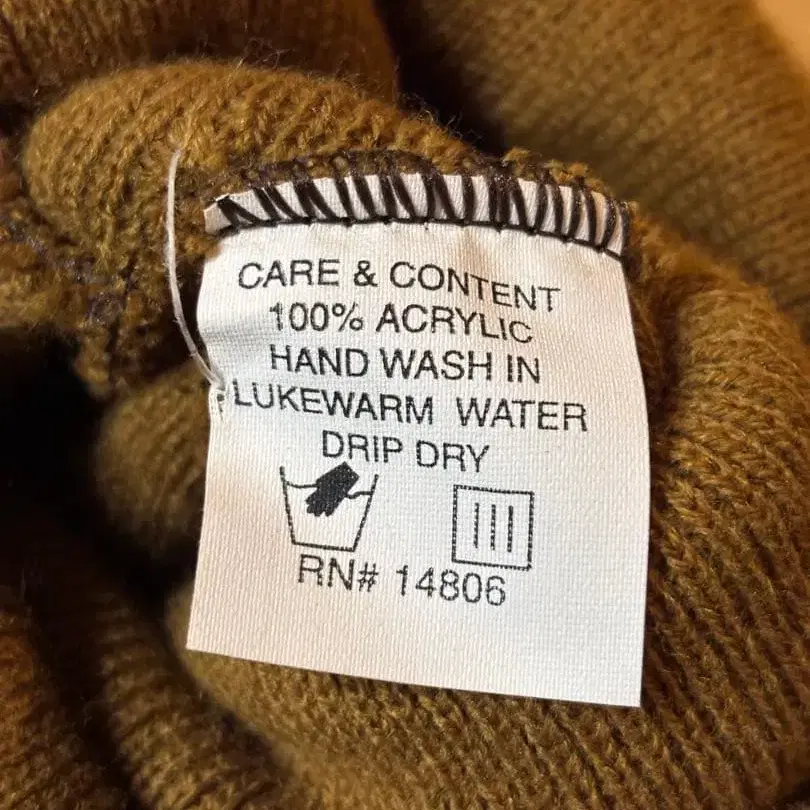 CARE & CONTENT
100% ACRYLIC
HAND WASH IN
LUKEWARM WATER
DRIP DRY
RN# 14806